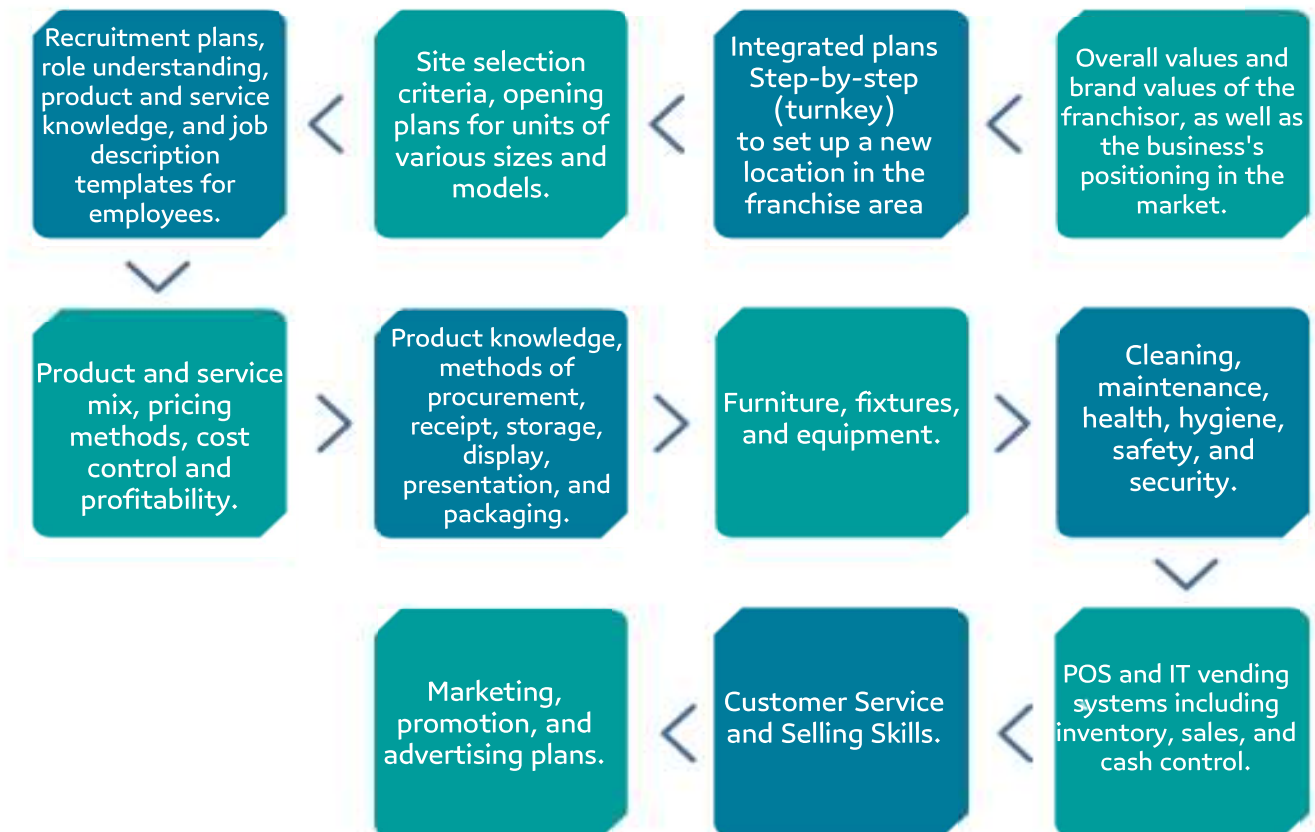 Overall values and
brand values of the
franchisor, as well as
the business's
positioning in the
market.
Integrated plans
Step-by-step
(turnkey)
to set up a new
location in the
franchise area
Site selection
criteria, opening
plans for units of
various sizes and
models.
Recruitment plans,
role understanding,
product and service
knowledge, and job
description
templates for
employees.
Product and service
mix, pricing
methods, cost
control and
profitability.
Product knowledge,
methods of
procurement,
receipt, storage,
display,
presentation, and
packaging.
Furniture, fixtures,
and equipment.
Cleaning,
maintenance,
health, hygiene,
safety, and
security.
POS and IT vending
systems including
inventory, sales, and
cash control.
Customer Service
and Selling Skills.
Marketing,
promotion, and
advertising plans.